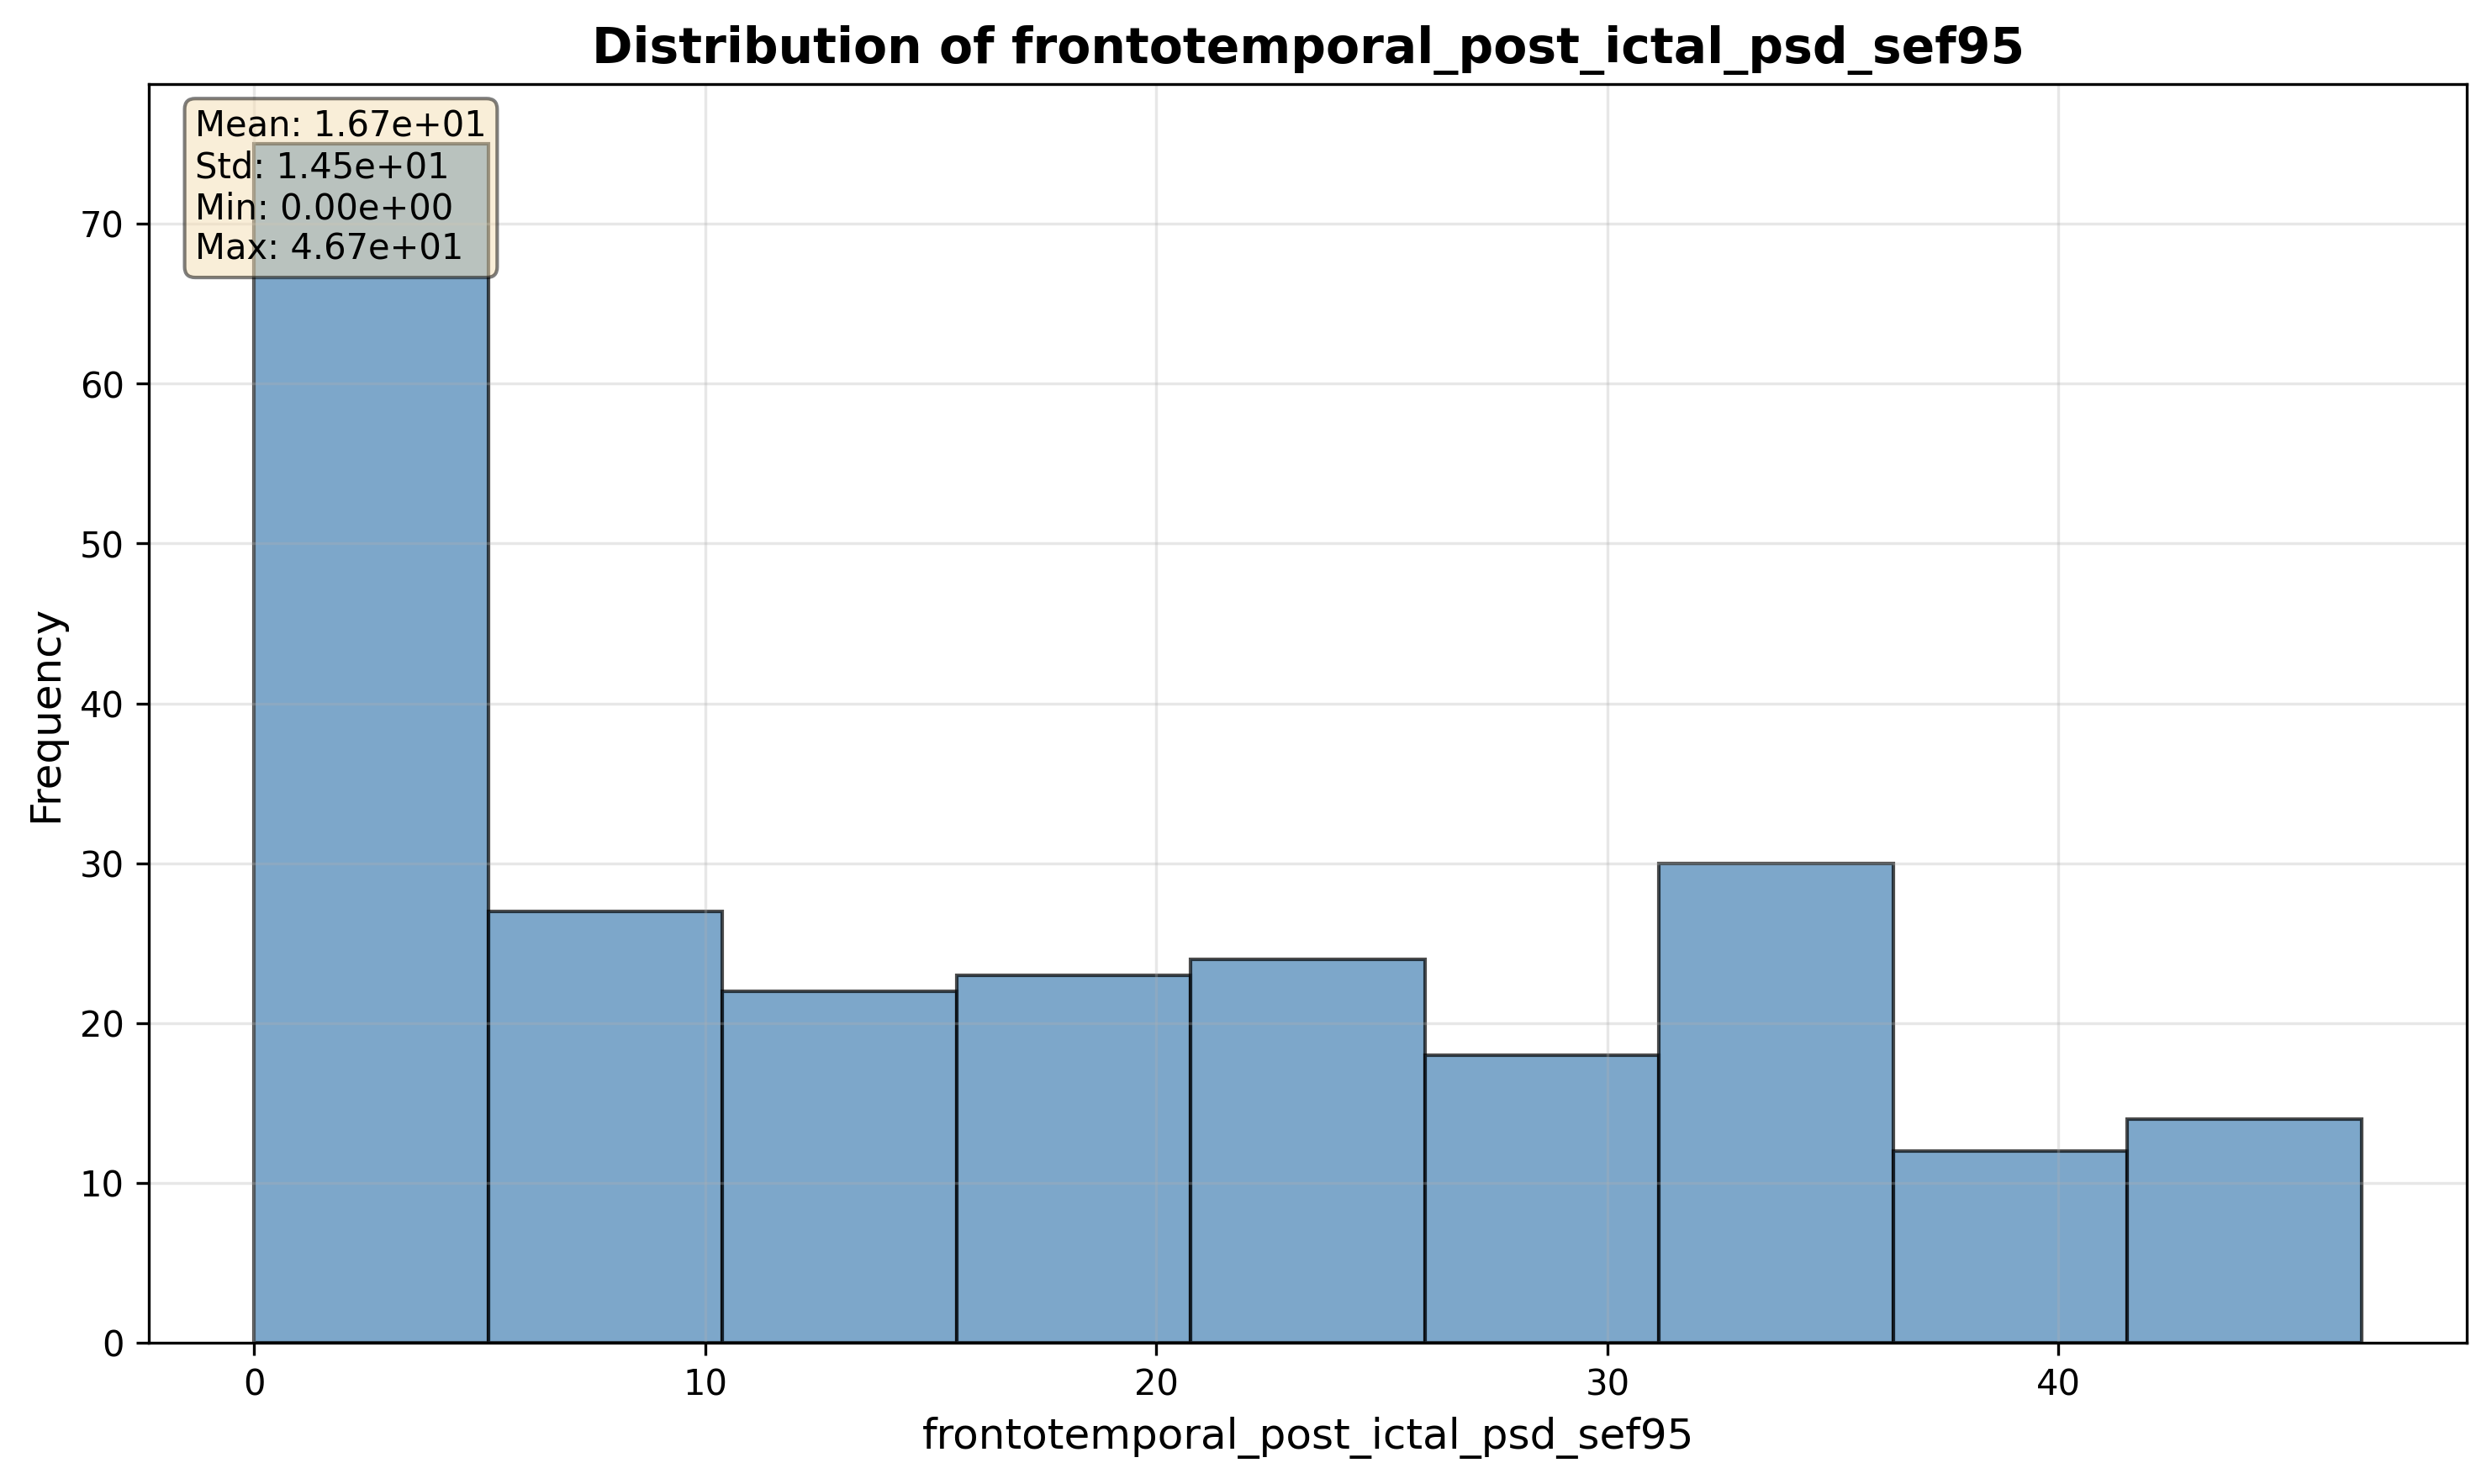 Distribution of frontotemporal_post_ictal_psd_sef95
Mean: 1.67e+01
Std: 1.45e+01
Min: 0.00e+00
Max: 4.67e+01
70
60
50
40
30
20
10
0
Frequency
0 10 20 30 40
frontotemporal_post_ictal_psd_sef95